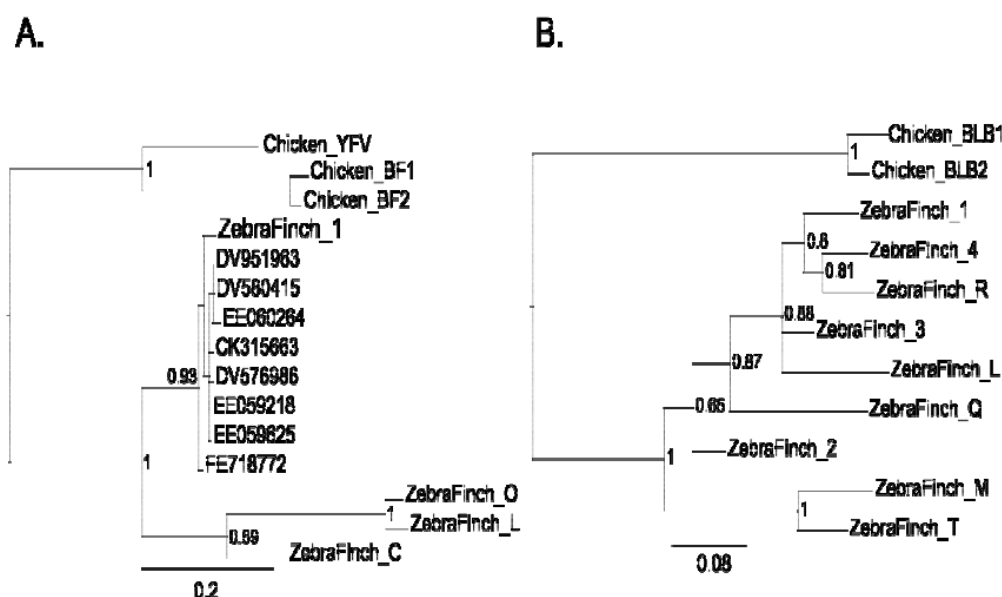 A.
Chicken_YFV
1
Chicken_BF1
Chicken_BF2
ZebraFinch_1
DV951963
DV580415
EE060264
CK315663
0.93
DV576986
EE059218
EE059825
FE718772
1
ZebraFinch_O
1
ZebraFinch_L
0.89
ZebraFinch_C
0.2
B.
Chicken_BLB1
1
Chicken_BLB2
ZebraFinch_1
0.8
ZebraFinch_4
0.81
ZebraFinch_R
0.88
ZebraFinch_3
0.87
ZebraFinch_L
0.65
ZebraFinch_Q
ZebraFinch_2
1
ZebraFinch_M
1
ZebraFinch_T
0.08